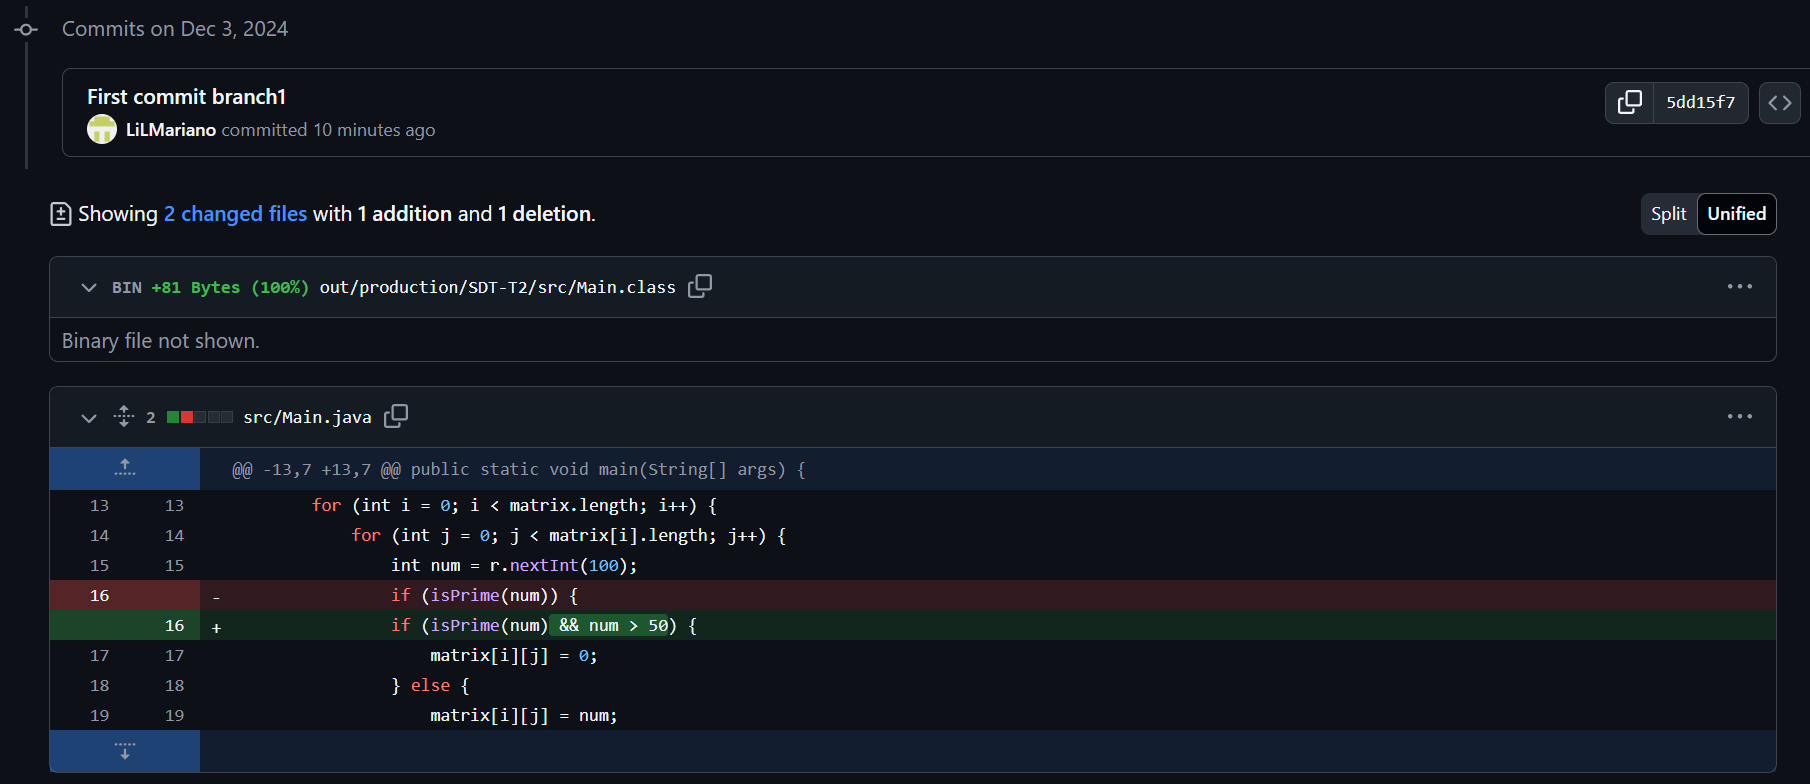 Commits on Dec 3, 2024
First commit branch1
LiLMariano committed 10 minutes ago
5dd15f7
Showing 2 changed files with 1 addition and 1 deletion.
Split Unified
BIN +81 Bytes (100%) out/production/SDT-T2/src/Main.class
Binary file not shown.
2 src/Main.java
@@ -13,7 +13,7 @@ public static void main(String[] args) {
13 13 for (int i = 0; i < matrix.length; i++) {
14 14 for (int j = 0; j < matrix[i].length; j++) {
15 15 int num = r.nextInt(100);
16 - if (isPrime(num)) {
16 + if (isPrime(num) && num > 50) {
17 17 matrix[i][j] = 0;
18 18 } else {
19 19 matrix[i][j] = num;